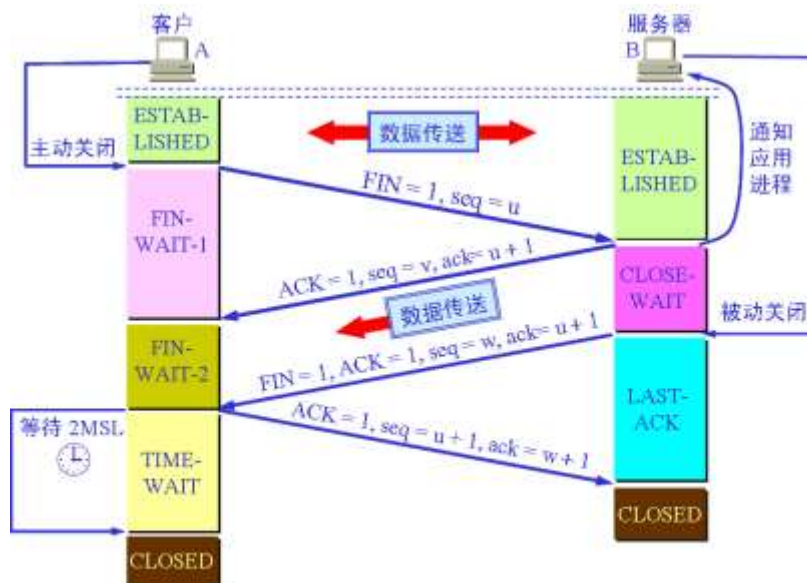 客户
A
服务器
B
ESTAB-
LISHED
数据传送
ESTAB-
LISHED
通知
应用
进程
主动关闭
FIN = 1, seq = u
FIN-
WAIT-1
ACK = 1, seq = v, ack= u + 1
CLOSE-
WAIT
数据传送
被动关闭
FIN-
WAIT-2
FIN = 1, ACK = 1, seq = w, ack= u + 1
LAST-
ACK
等待 2MSL
ACK = 1, seq = u + 1, ack = w + 1
TIME-
WAIT
CLOSED
CLOSED